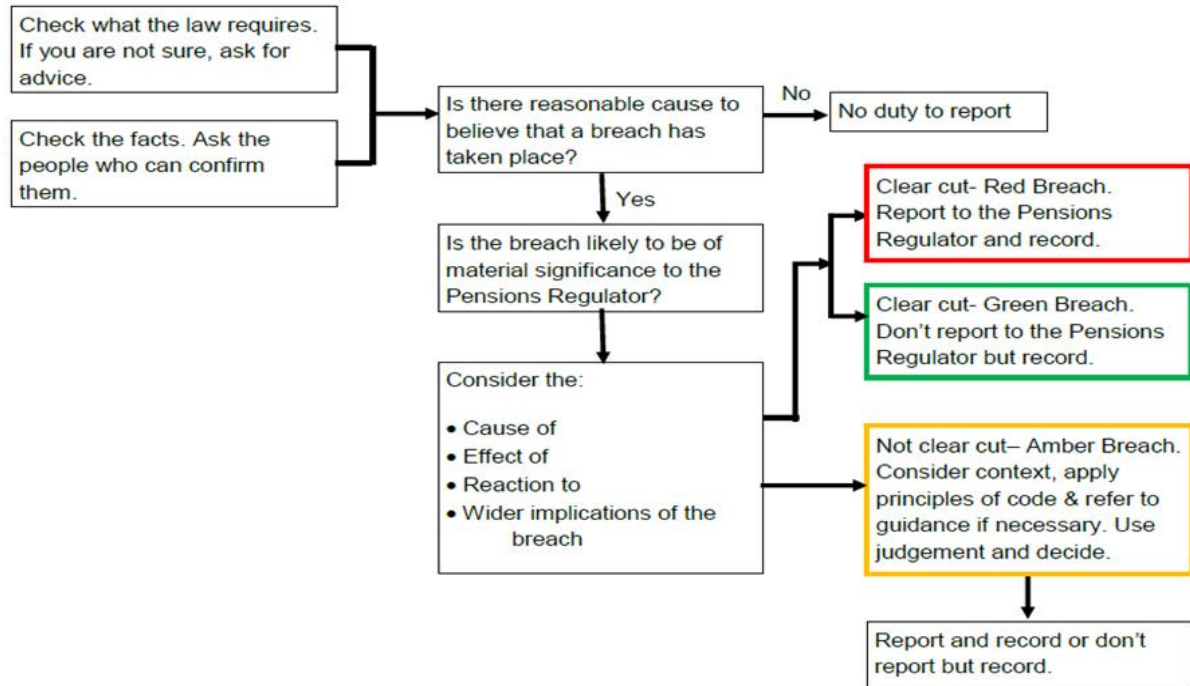 Check what the law requires.
If you are not sure, ask for
advice.
Check the facts. Ask the
people who can confirm
them.
Is there reasonable cause to
believe that a breach has
taken place?
No
No duty to report
Yes
Is the breach likely to be of
material significance to the
Pensions Regulator?
Consider the:
• Cause of
• Effect of
• Reaction to
• Wider implications of the
breach
Clear cut- Red Breach.
Report to the Pensions
Regulator and record.
Clear cut- Green Breach.
Don’t report to the Pensions
Regulator but record.
Not clear cut– Amber Breach.
Consider context, apply
principles of code & refer to
guidance if necessary. Use
judgement and decide.
Report and record or don’t
report but record.